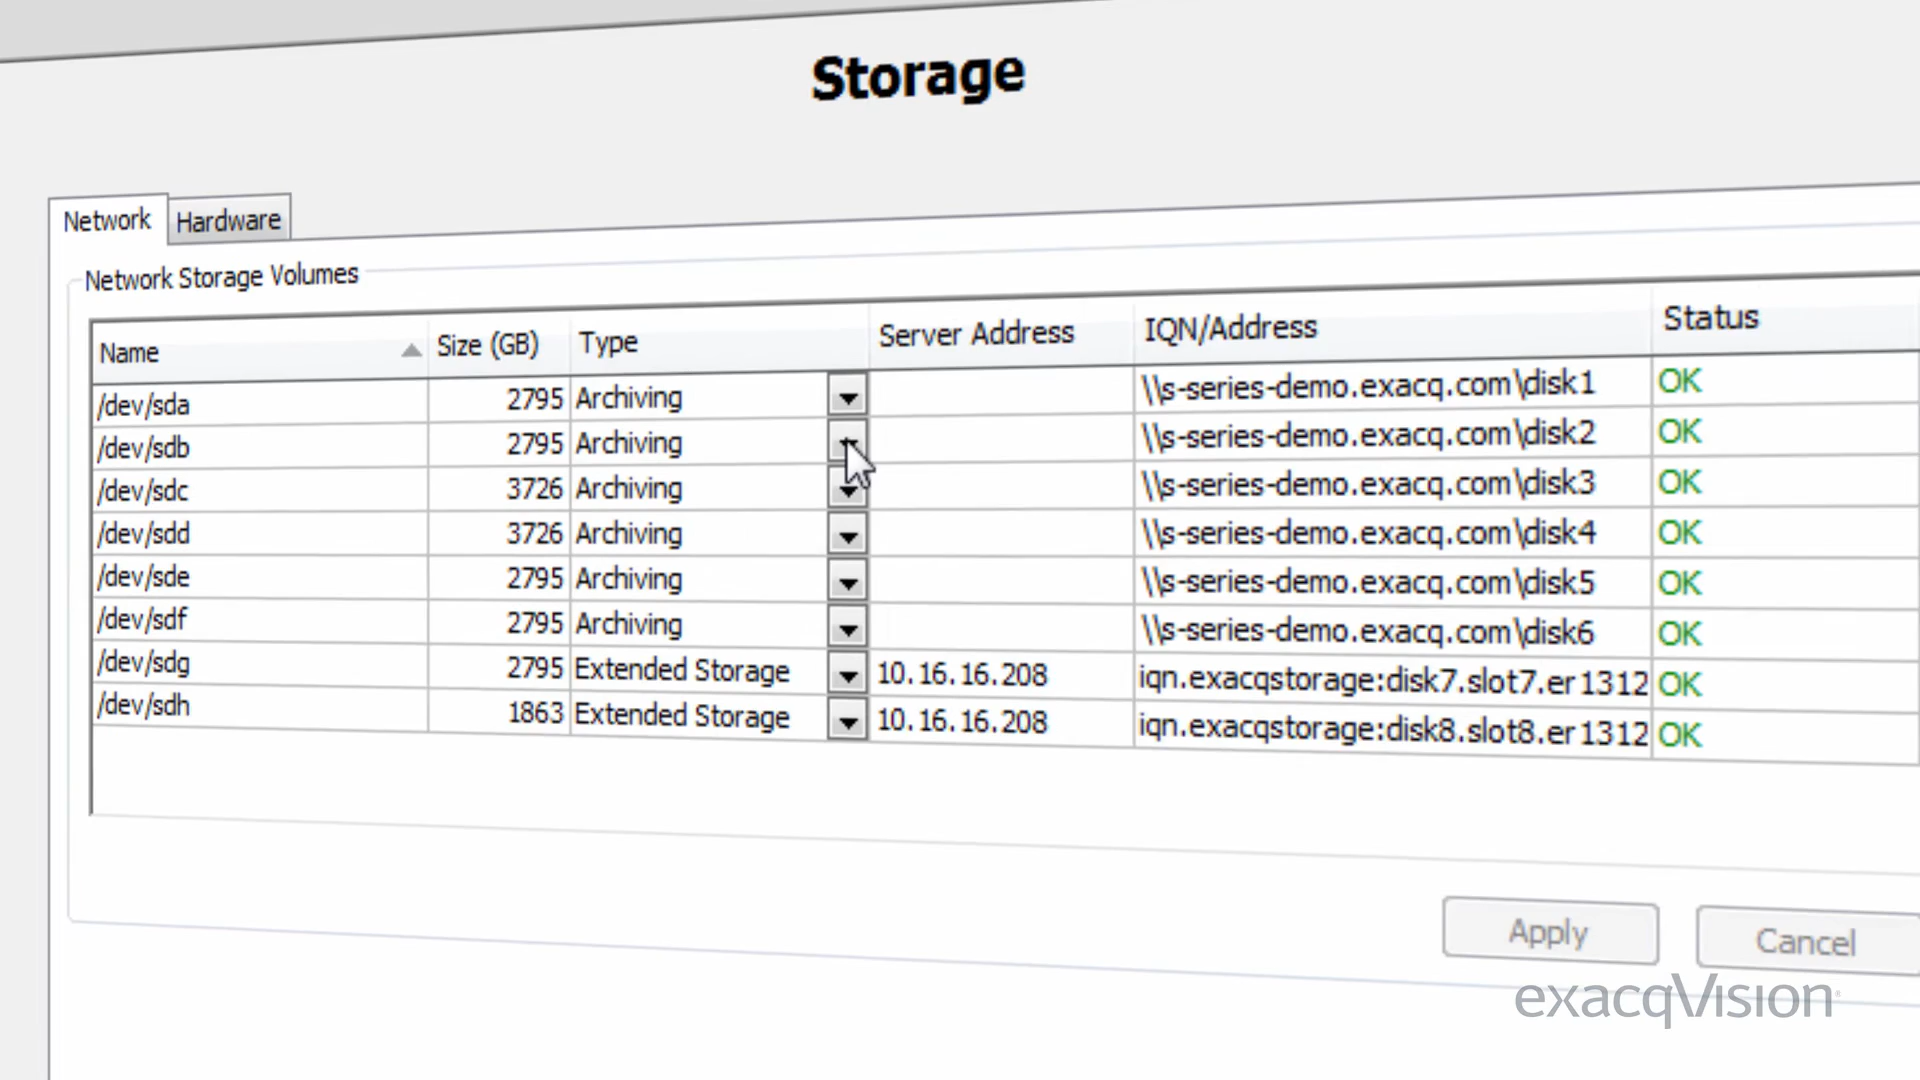 Storage
Network Hardware
Network Storage Volumes
Name Size (GB) Type Server Address IQN/Address Status
/dev/sda 2795 Archiving \\s-series-demo.exacq.com\disk1 OK
/dev/sdb 2795 Archiving \\s-series-demo.exacq.com\disk2 OK
/dev/sdc 3726 Archiving \\s-series-demo.exacq.com\disk3 OK
/dev/sdd 3726 Archiving \\s-series-demo.exacq.com\disk4 OK
/dev/sde 2795 Archiving \\s-series-demo.exacq.com\disk5 OK
/dev/sdf 2795 Archiving \\s-series-demo.exacq.com\disk6 OK
/dev/sdg 2795 Extended Storage 10.16.16.208 iqn.exacqstorage:disk7.slot7.er1312 OK
/dev/sdh 1863 Extended Storage 10.16.16.208 iqn.exacqstorage:disk8.slot8.er1312 OK
Apply Cancel
exacqVision